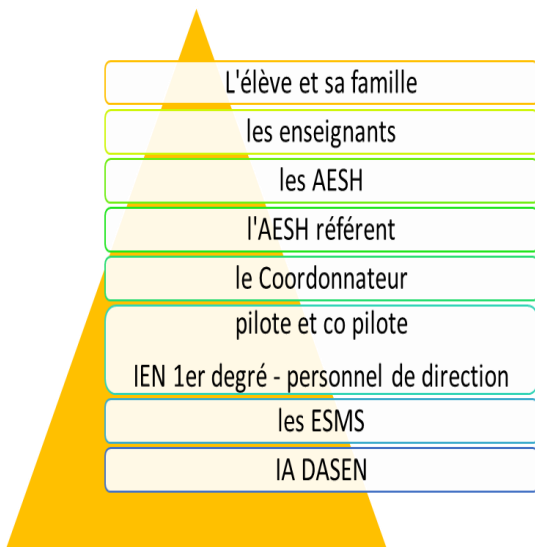 L'élève et sa famille
les enseignants
les AESH
l'AESH référent
le Coordonnateur
pilote et co pilote
IEN 1er degré - personnel de direction
les ESMS
IA DASEN